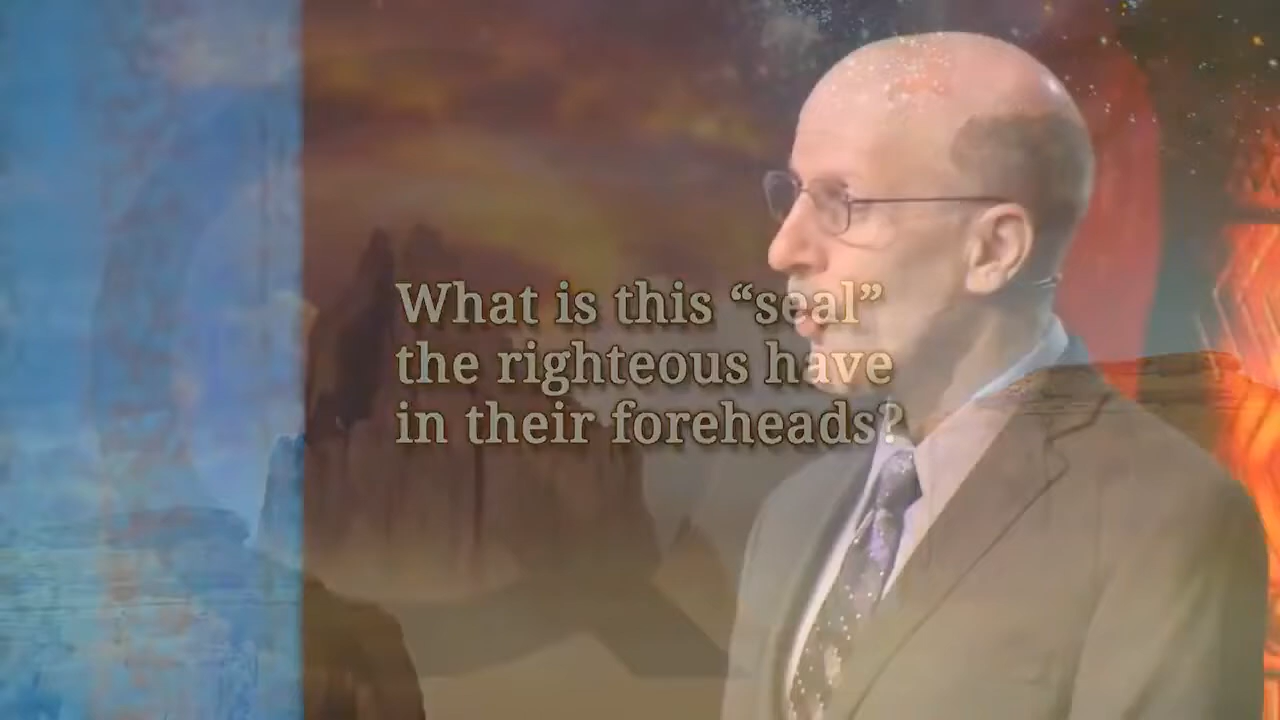 What is this “seal”
the righteous have
in their foreheads?